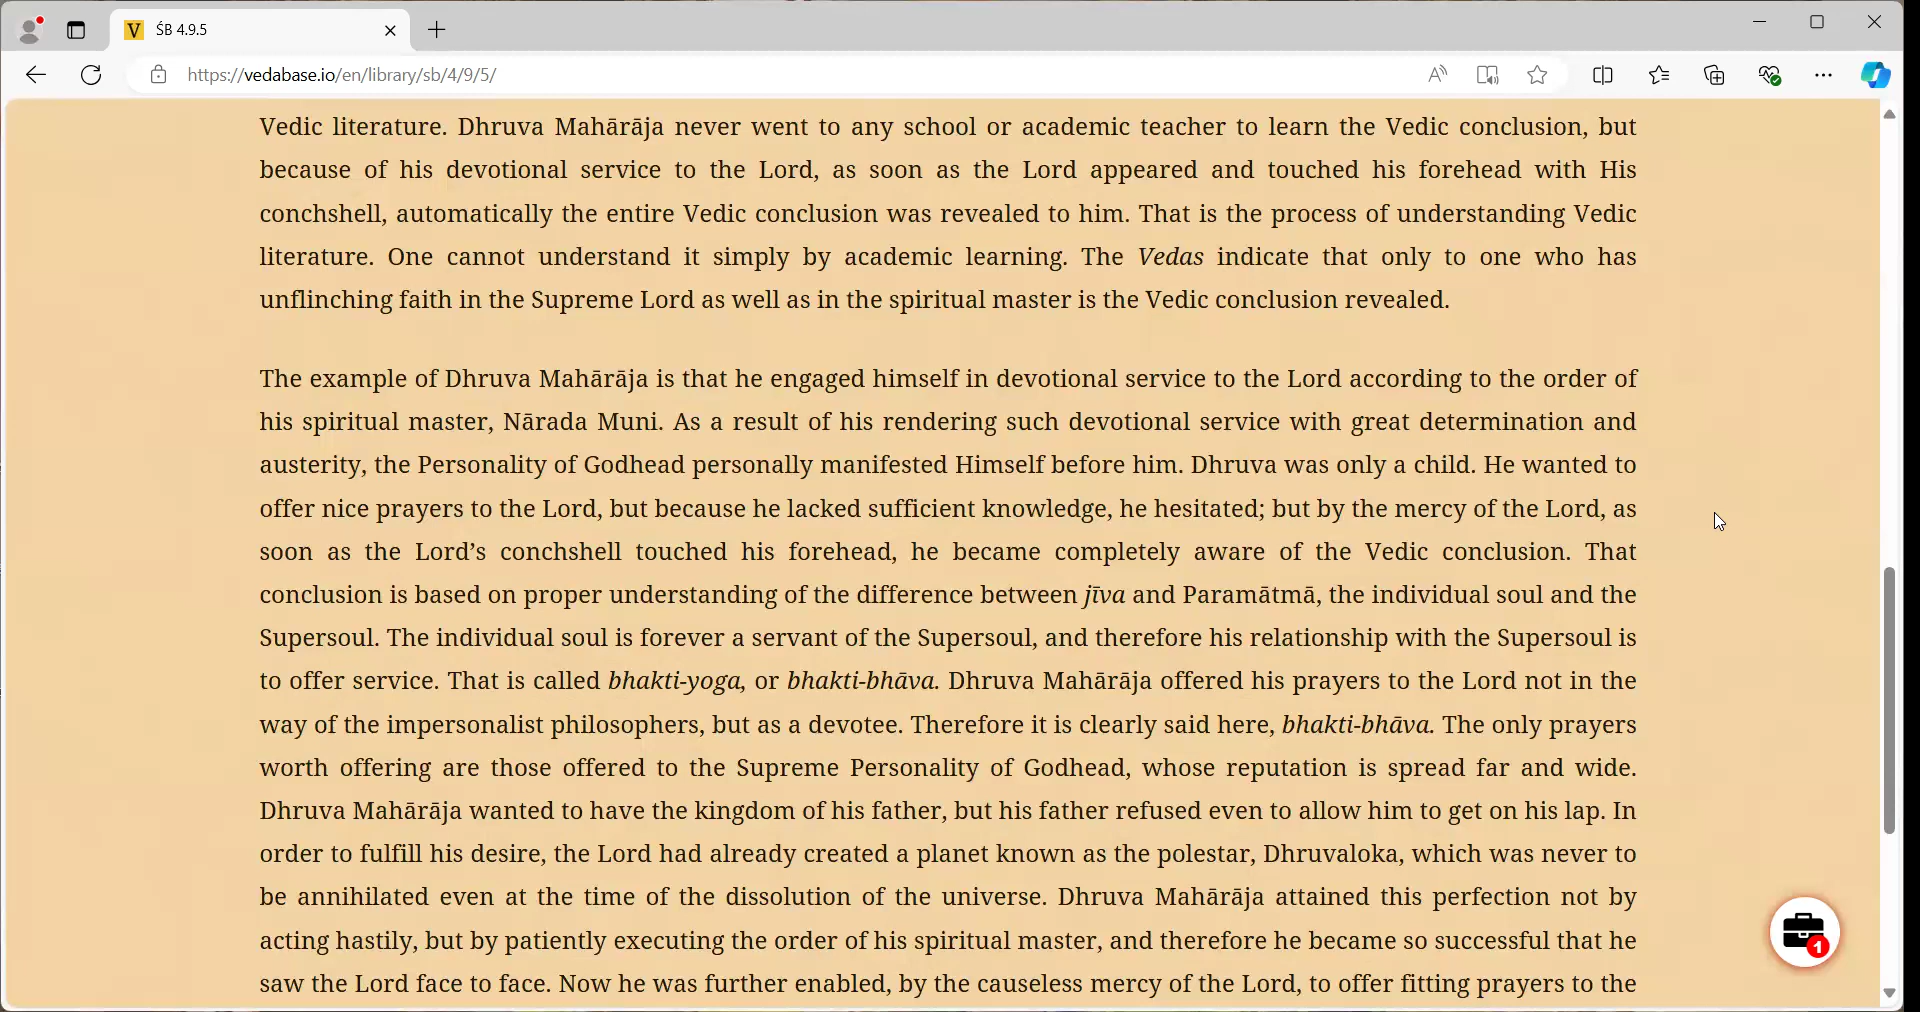 V ŚB 4.9.5
https://vedabase.io/en/library/sb/4/9/5/
Vedic literature. Dhruva Mahārāja never went to any school or academic teacher to learn the Vedic conclusion, but
because of his devotional service to the Lord, as soon as the Lord appeared and touched his forehead with His
conchshell, automatically the entire Vedic conclusion was revealed to him. That is the process of understanding Vedic
literature. One cannot understand it simply by academic learning. The Vedas indicate that only to one who has
unflinching faith in the Supreme Lord as well as in the spiritual master is the Vedic conclusion revealed.
The example of Dhruva Mahārāja is that he engaged himself in devotional service to the Lord according to the order of
his spiritual master, Nārada Muni. As a result of his rendering such devotional service with great determination and
austerity, the Personality of Godhead personally manifested Himself before him. Dhruva was only a child. He wanted to
offer nice prayers to the Lord, but because he lacked sufficient knowledge, he hesitated; but by the mercy of the Lord, as
soon as the Lord’s conchshell touched his forehead, he became completely aware of the Vedic conclusion. That
conclusion is based on proper understanding of the difference between jīva and Paramātmā, the individual soul and the
Supersoul. The individual soul is forever a servant of the Supersoul, and therefore his relationship with the Supersoul is
to offer service. That is called bhakti-yoga, or bhakti-bhāva. Dhruva Mahārāja offered his prayers to the Lord not in the
way of the impersonalist philosophers, but as a devotee. Therefore it is clearly said here, bhakti-bhāva. The only prayers
worth offering are those offered to the Supreme Personality of Godhead, whose reputation is spread far and wide.
Dhruva Mahārāja wanted to have the kingdom of his father, but his father refused even to allow him to get on his lap. In
order to fulfill his desire, the Lord had already created a planet known as the polestar, Dhruvaloka, which was never to
be annihilated even at the time of the dissolution of the universe. Dhruva Mahārāja attained this perfection not by
acting hastily, but by patiently executing the order of his spiritual master, and therefore he became so successful that he
saw the Lord face to face. Now he was further enabled, by the causeless mercy of the Lord, to offer fitting prayers to the
1